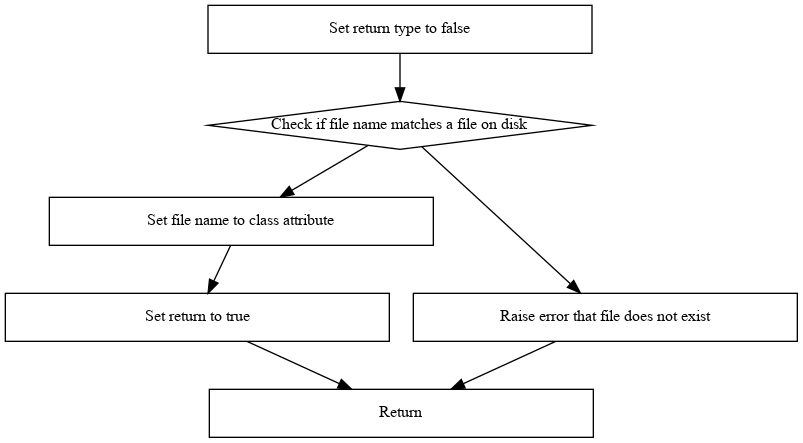 Set return type to false
Check if file name matches a file on disk
Set file name to class attribute
Set return to true
Raise error that file does not exist
Return